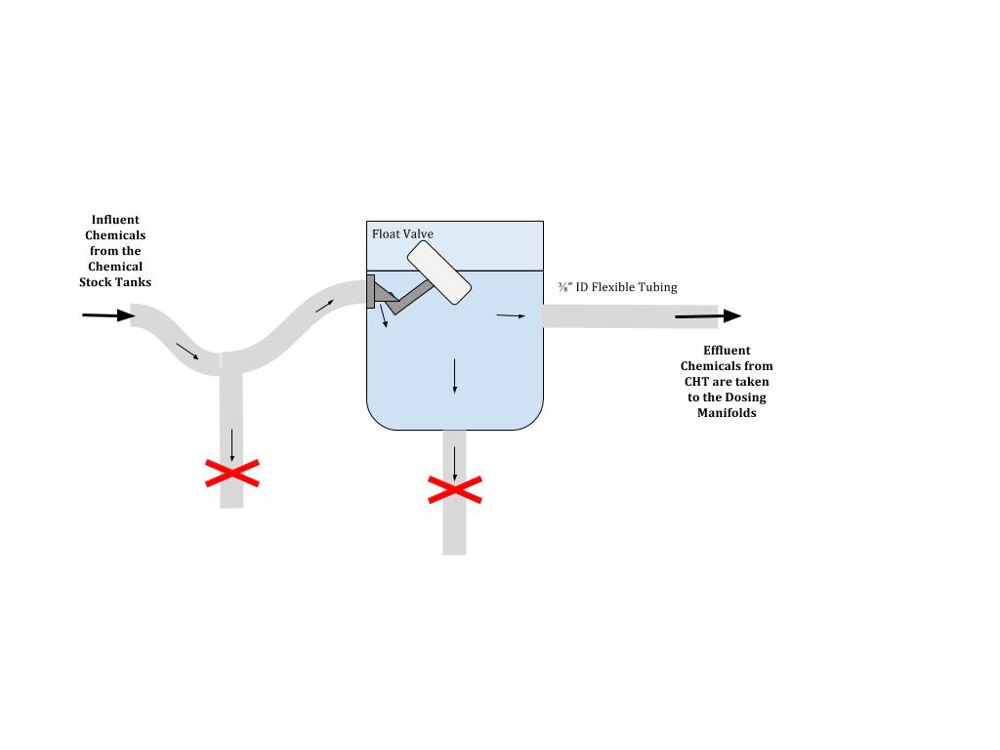 Influent
Chemicals
from the
Chemical
Stock Tanks
Float Valve
⅜” ID Flexible Tubing
Effluent
Chemicals from
CHT are taken
to the Dosing
Manifolds